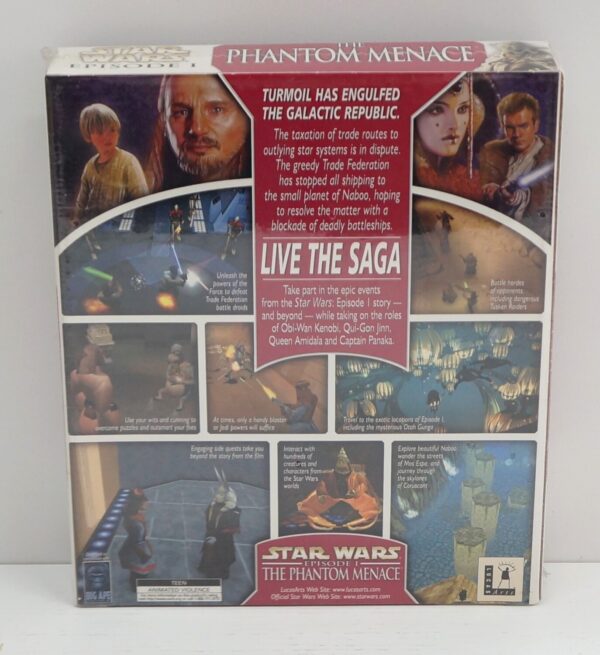 STAR WARS
EPISODE I
THE
PHANTOM MENACE
TURMOIL HAS ENGULFED
THE GALACTIC REPUBLIC.
The taxation of trade routes to
outlying star systems is in dispute.
The greedy Trade Federation
has stopped all shipping to
the small planet of Naboo, hoping
to resolve the matter with a
blockade of deadly battleships.
LIVE THE SAGA
Take part in the epic events
from the Star Wars: Episode I story —
and beyond — while taking on the roles
of Obi-Wan Kenobi, Qui-Gon Jinn,
Queen Amidala and Captain Panaka.
Unleash the
powers of the
Force to defeat
Trade Federation
battle droids
Battle hordes
of opponents,
including dangerous
Tusken Raiders
Use your wits and cunning to
overcome puzzles and outsmart your foes
At times, only a handy blaster
or Jedi powers will suffice
Travel to the exotic locations of Episode I,
including the mysterious Otoh Gunga
Engaging side quests take you
beyond the story from the film
Interact with
hundreds of
creatures and
characters from
the Star Wars
worlds
Explore beautiful Naboo,
wander the streets
of Mos Espa, and
journey through
the skylanes
of Coruscant
STAR WARS
EPISODE I
THE PHANTOM MENACE
LucasArts Web Site: www.lucasarts.com
Official Star Wars Web Site: www.starwars.com
BIG APE
TEEN
ANIMATED VIOLENCE
LUCAS
Arts